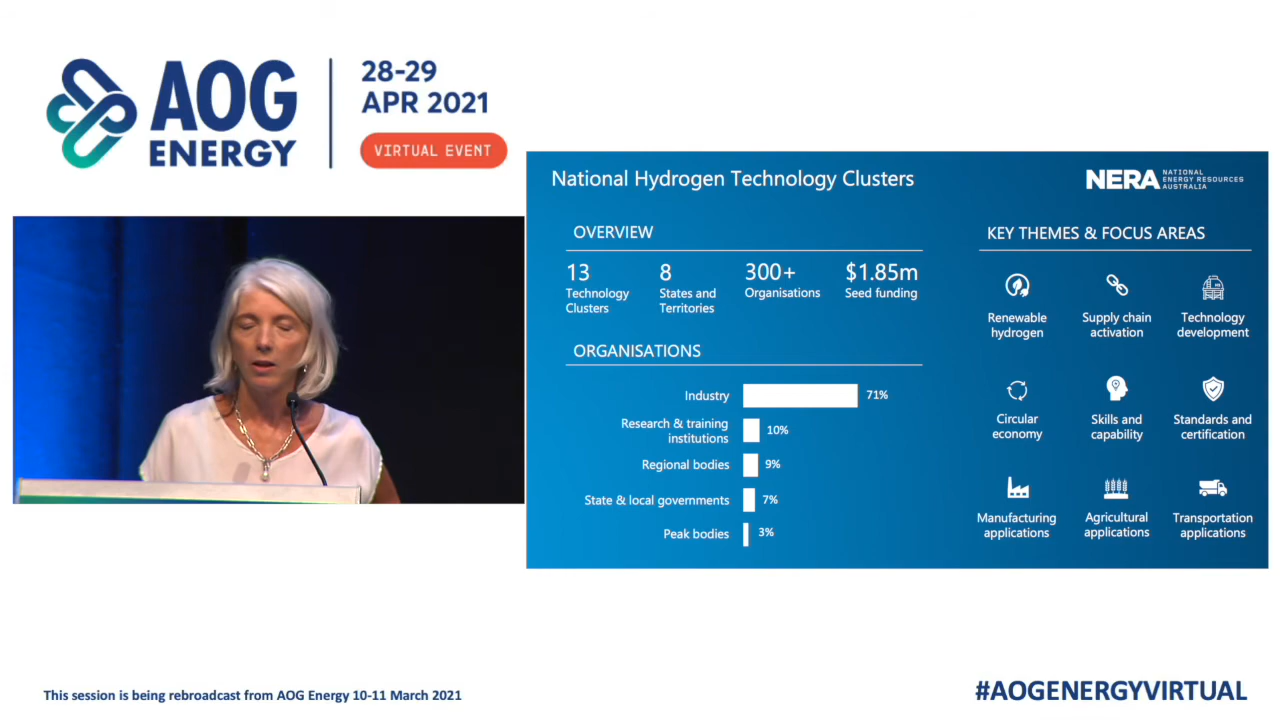 AOG
ENERGY
28-29
APR 2021
VIRTUAL EVENT
National Hydrogen Technology Clusters
NERA
NATIONAL
ENERGY RESOURCES
AUSTRALIA
OVERVIEW
13
Technology
Clusters
8
States and
Territories
300+
Organisations
$1.85m
Seed funding
ORGANISATIONS
Industry 71%
Research & training
institutions 10%
Regional bodies 9%
State & local governments 7%
Peak bodies 3%
KEY THEMES & FOCUS AREAS
Renewable
hydrogen
Supply chain
activation
Technology
development
Circular
economy
Skills and
capability
Standards and
certification
Manufacturing
applications
Agricultural
applications
Transportation
applications
This session is being rebroadcast from AOG Energy 10-11 March 2021
#AOGENERGYVIRTUAL